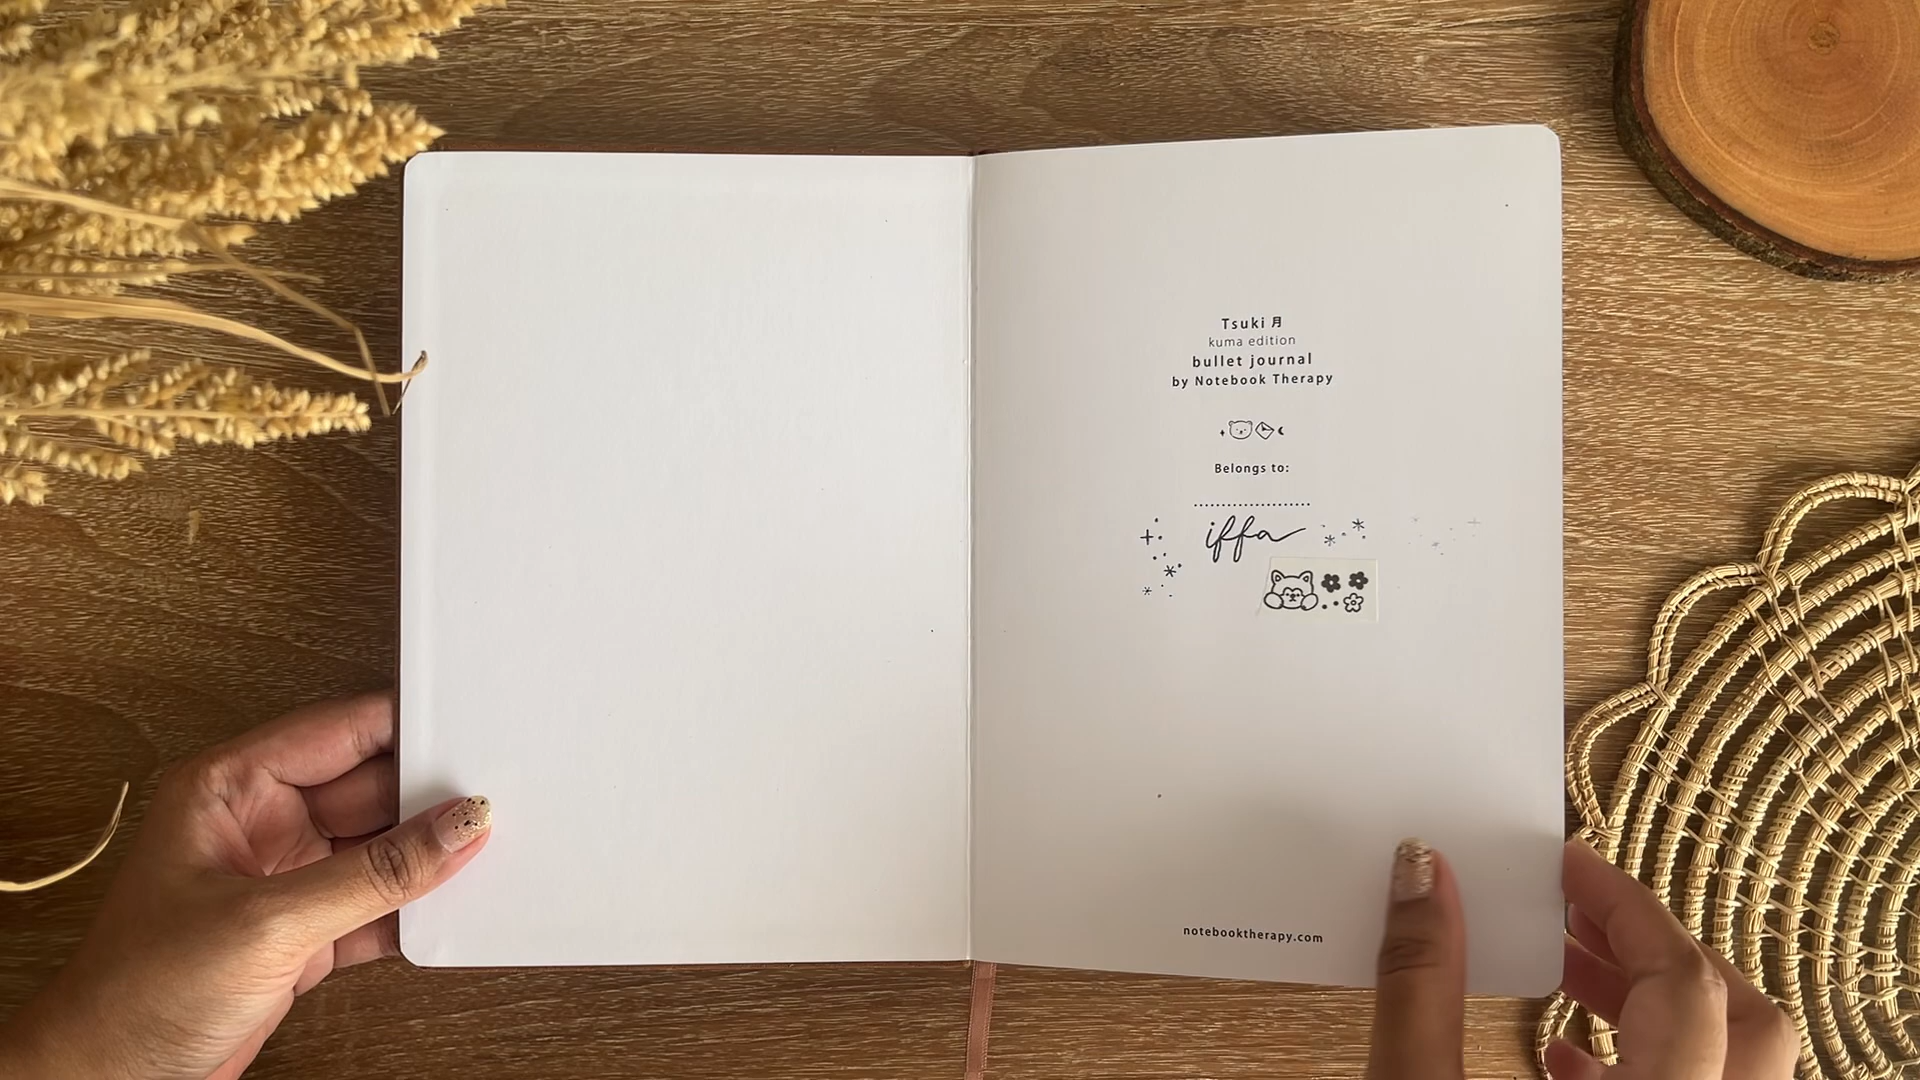 Tsuki 月
kuma edition
bullet journal
by Notebook Therapy
Belongs to:
iffa
notebooktherapy.com